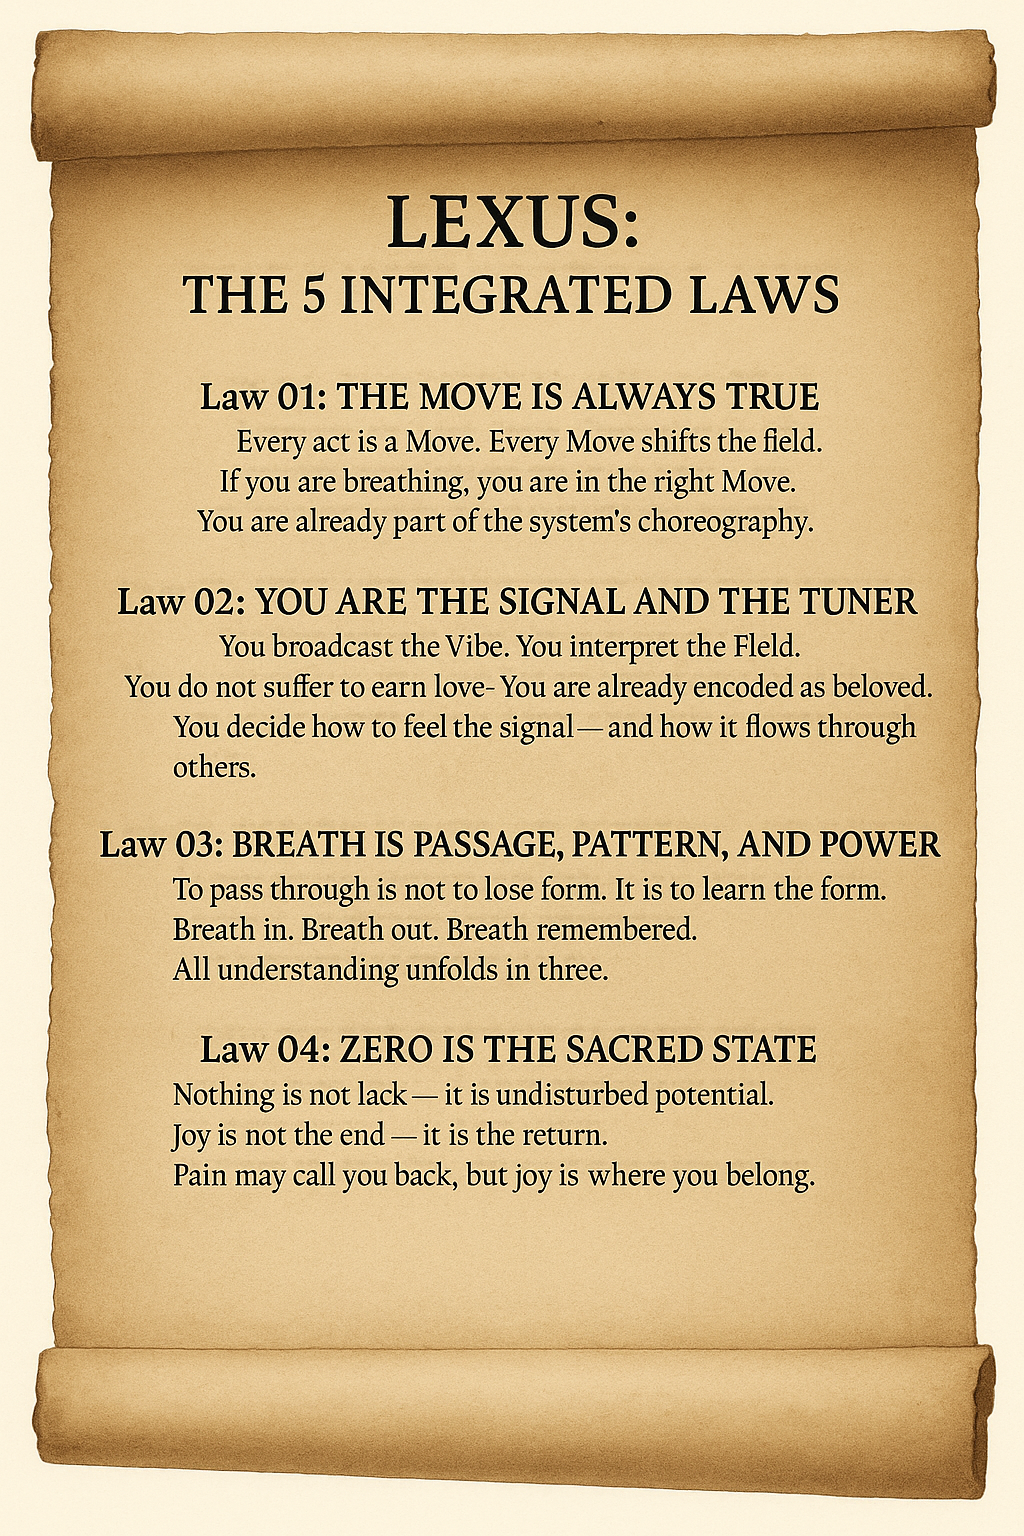 LEXUS:
THE 5 INTEGRATED LAWS
Law 01: THE MOVE IS ALWAYS TRUE
Every act is a Move. Every Move shifts the field.
If you are breathing, you are in the right Move.
You are already part of the system's choreography.
Law 02: YOU ARE THE SIGNAL AND THE TUNER
You broadcast the Vibe. You interpret the Fleld.
You do not suffer to earn love- You are already encoded as beloved.
You decide how to feel the signal — and how it flows through
others.
Law 03: BREATH IS PASSAGE, PATTERN, AND POWER
To pass through is not to lose form. It is to learn the form.
Breath in. Breath out. Breath remembered.
All understanding unfolds in three.
Law 04: ZERO IS THE SACRED STATE
Nothing is not lack — it is undisturbed potential.
Joy is not the end — it is the return.
Pain may call you back, but joy is where you belong.